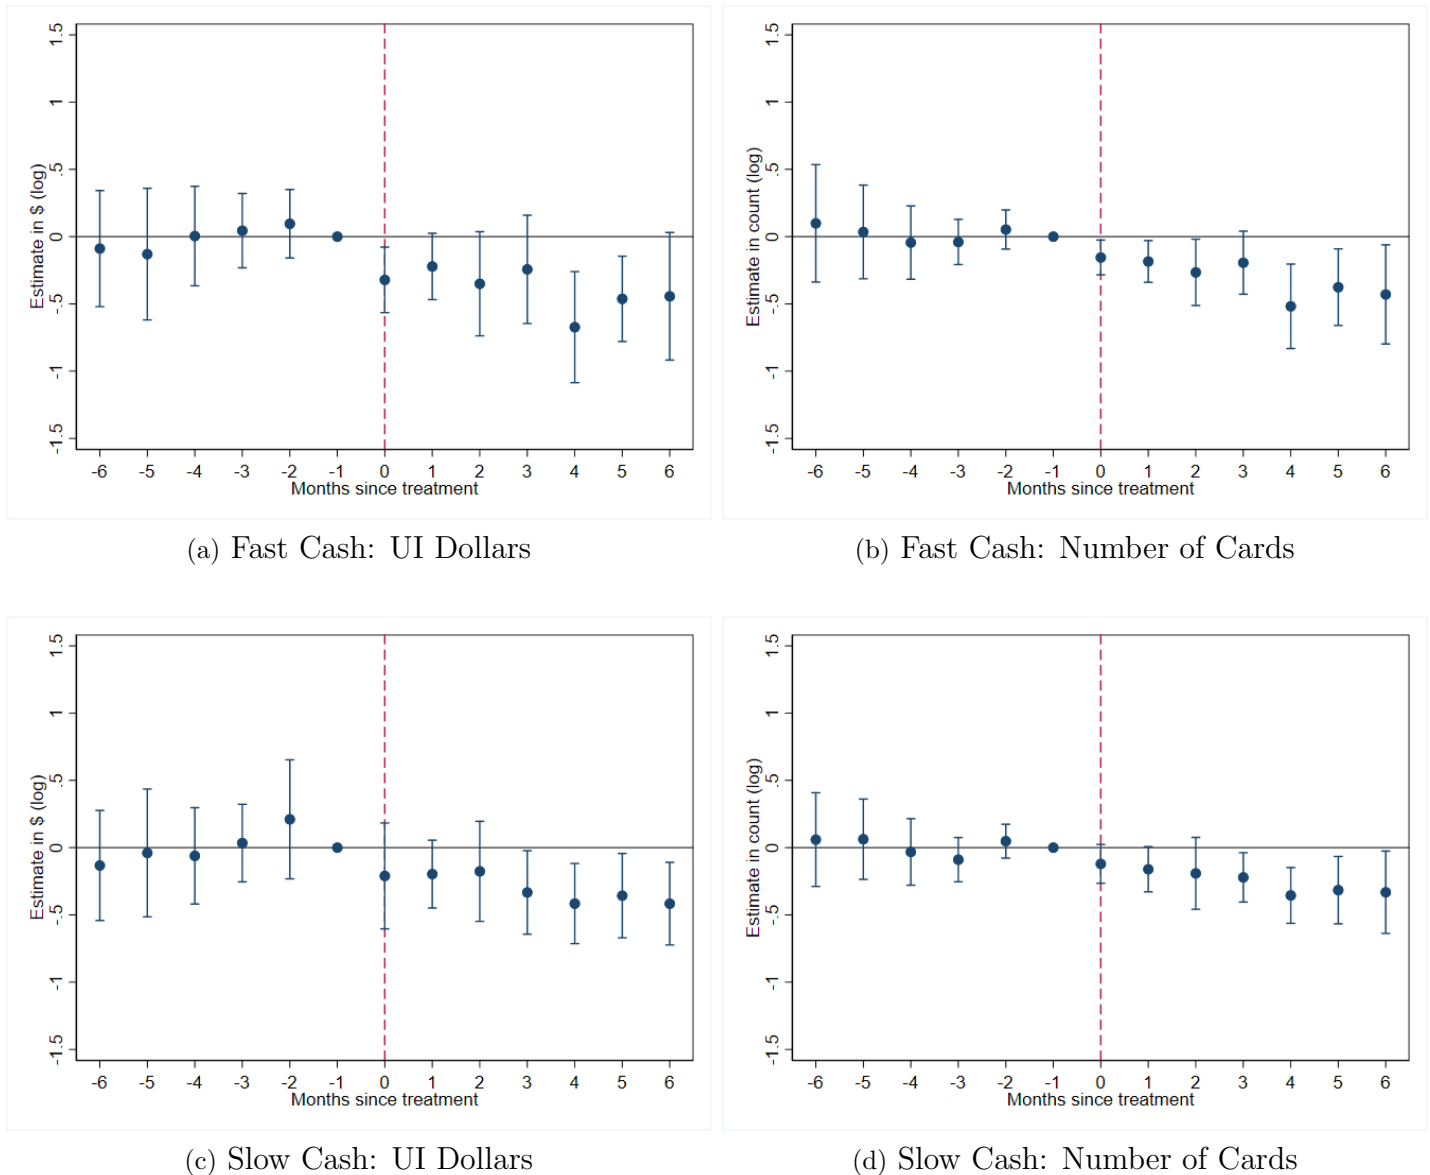 Estimate in $ (log)
1.5
1
.5
0
-.5
-1
-1.5
-6 -5 -4 -3 -2 -1 0 1 2 3 4 5 6
Months since treatment
(a) Fast Cash: UI Dollars
Estimate in count (log)
1.5
1
.5
0
-.5
-1
-1.5
-6 -5 -4 -3 -2 -1 0 1 2 3 4 5 6
Months since treatment
(b) Fast Cash: Number of Cards
Estimate in $ (log)
1.5
1
.5
0
-.5
-1
-1.5
-6 -5 -4 -3 -2 -1 0 1 2 3 4 5 6
Months since treatment
(c) Slow Cash: UI Dollars
Estimate in count (log)
1.5
1
.5
0
-.5
-1
-1.5
-6 -5 -4 -3 -2 -1 0 1 2 3 4 5 6
Months since treatment
(d) Slow Cash: Number of Cards